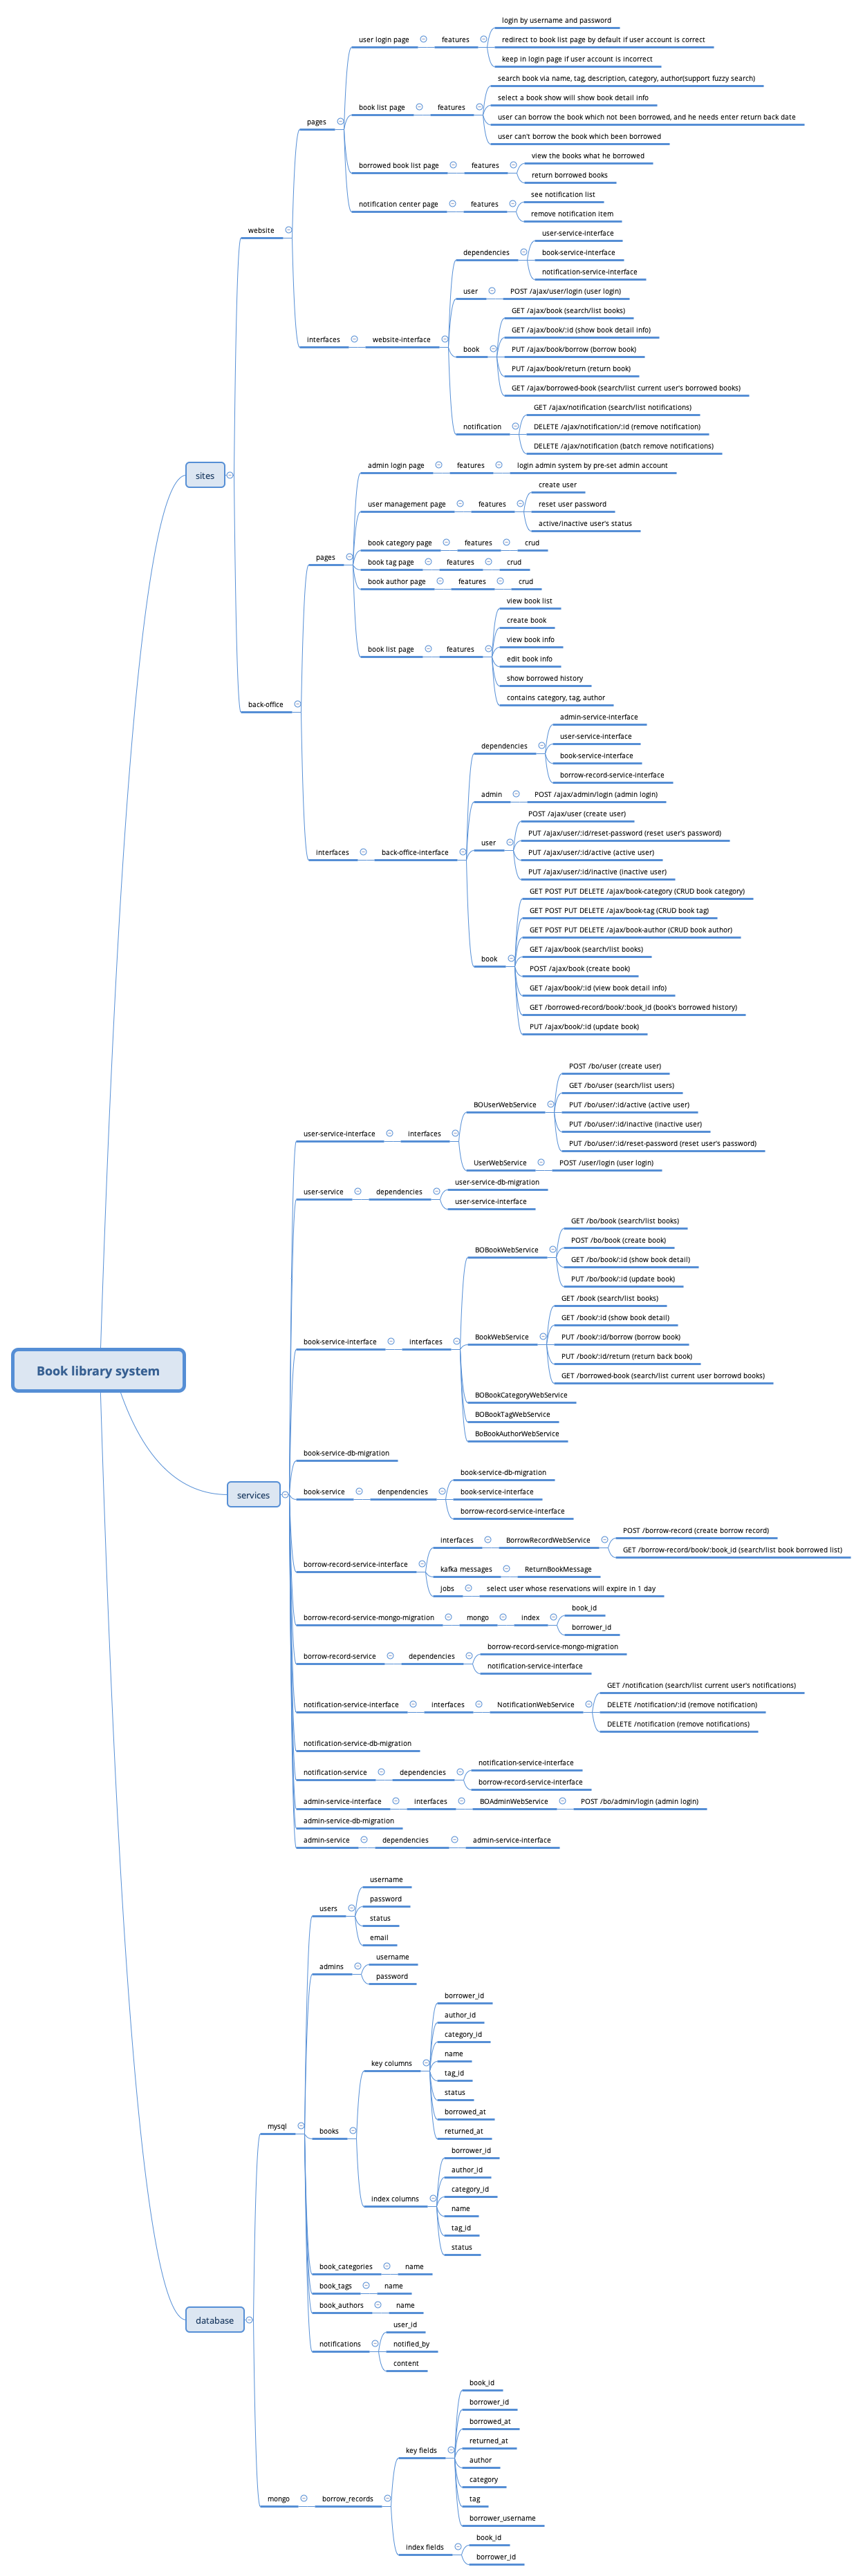 Book library system
sites
website
pages
user login page
features
login by username and password
redirect to book list page by default if user account is correct
keep in login page if user account is incorrect
book list page
features
search book via name, tag, description, category, author(support fuzzy search)
select a book show will show book detail info
user can borrow the book which not been borrowed, and he needs enter return back date
user can't borrow the book which been borrowed
borrowed book list page
features
view the books what he borrowed
return borrowed books
notification center page
features
see notification list
remove notification item
interfaces
website-interface
dependencies
user-service-interface
book-service-interface
notification-service-interface
user
POST /ajax/user/login (user login)
book
GET /ajax/book (search/list books)
GET /ajax/book/:id (show book detail info)
PUT /ajax/book/borrow (borrow book)
PUT /ajax/book/return (return book)
GET /ajax/borrowed-book (search/list current user's borrowed books)
notification
GET /ajax/notification (search/list notifications)
DELETE /ajax/notification/:id (remove notification)
DELETE /ajax/notification (batch remove notifications)
back-office
pages
admin login page
features
login admin system by pre-set admin account
user management page
features
create user
reset user password
active/inactive user's status
book category page
features
crud
book tag page
features
crud
book author page
features
crud
book list page
features
view book list
create book
view book info
edit book info
show borrowed history
contains category, tag, author
interfaces
back-office-interface
dependencies
admin-service-interface
user-service-interface
book-service-interface
borrow-record-service-interface
admin
POST /ajax/admin/login (admin login)
user
POST /ajax/user (create user)
PUT /ajax/user/:id/reset-password (reset user's password)
PUT /ajax/user/:id/active (active user)
PUT /ajax/user/:id/inactive (inactive user)
book
GET POST PUT DELETE /ajax/book-category (CRUD book category)
GET POST PUT DELETE /ajax/book-tag (CRUD book tag)
GET POST PUT DELETE /ajax/book-author (CRUD book author)
GET /ajax/book (search/list books)
POST /ajax/book (create book)
GET /ajax/book/:id (view book detail info)
GET /borrowed-record/book/:book_id (book's borrowed history)
PUT /ajax/book/:id (update book)
services
user-service-interface
interfaces
BOUserWebService
POST /bo/user (create user)
GET /bo/user (search/list users)
PUT /bo/user/:id/active (active user)
PUT /bo/user/:id/inactive (inactive user)
PUT /bo/user/:id/reset-password (reset user's password)
UserWebService
POST /user/login (user login)
user-service
dependencies
user-service-db-migration
user-service-interface
book-service-interface
interfaces
BOBookWebService
GET /bo/book (search/list books)
POST /bo/book (create book)
GET /bo/book/:id (show book detail)
PUT /bo/book/:id (update book)
BookWebService
GET /book (search/list books)
GET /book/:id (show book detail)
PUT /book/:id/borrow (borrow book)
PUT /book/:id/return (return back book)
GET /borrowed-book (search/list current user borrowd books)
BOBookCategoryWebService
BOBookTagWebService
BoBookAuthorWebService
book-service-db-migration
book-service
denpendencies
book-service-db-migration
book-service-interface
borrow-record-service-interface
borrow-record-service-interface
interfaces
BorrowRecordWebService
POST /borrow-record (create borrow record)
GET /borrow-record/book/:book_id (search/list book borrowed list)
kafka messages
ReturnBookMessage
jobs
select user whose reservations will expire in 1 day
borrow-record-service-mongo-migration
mongo
index
book_id
borrower_id
borrow-record-service
dependencies
borrow-record-service-mongo-migration
notification-service-interface
notification-service-interface
interfaces
NotificationWebService
GET /notification (search/list current user's notifications)
DELETE /notification/:id (remove notification)
DELETE /notification (remove notifications)
notification-service-db-migration
notification-service
dependencies
notification-service-interface
borrow-record-service-interface
admin-service-interface
interfaces
BOAdminWebService
POST /bo/admin/login (admin login)
admin-service-db-migration
admin-service
dependencies
admin-service-interface
database
mysql
users
username
password
status
email
admins
username
password
books
key columns
borrower_id
author_id
category_id
name
tag_id
status
borrowed_at
returned_at
index columns
borrower_id
author_id
category_id
name
tag_id
status
book_categories
name
book_tags
name
book_authors
name
notifications
user_id
notified_by
content
mongo
borrow_records
key fields
book_id
borrower_id
borrowed_at
returned_at
author
category
tag
borrower_username
index fields
book_id
borrower_id